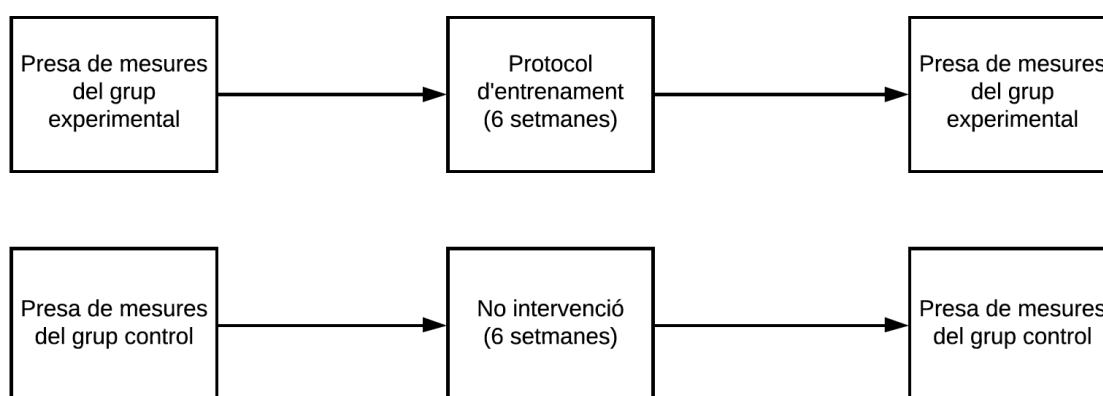 Presa de mesures
del grup
experimental
Protocol
d'entrenament
(6 setmanes)
Presa de mesures
del grup
experimental
Presa de mesures
del grup control
No intervenció
(6 setmanes)
Presa de mesures
del grup control